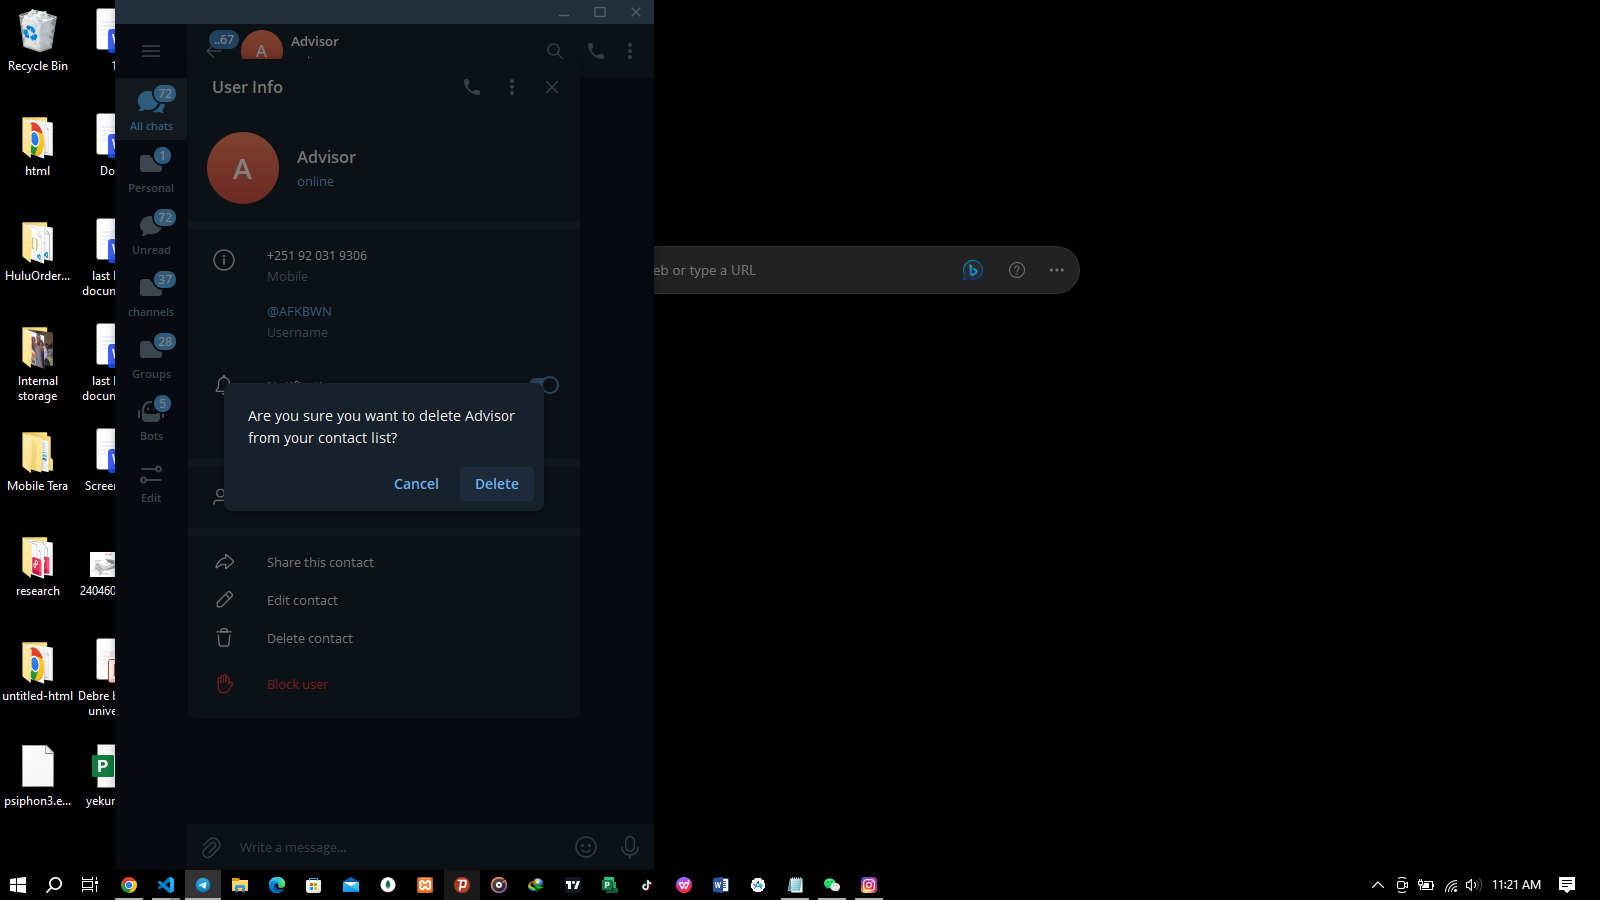 Recycle Bin
html
HuluOrder...
Internal
storage
Mobile Tera
research
untitled-html
psiphon3.e...
1
Do
last l
docun
last l
docun
Screer
240460
Debre b
unive
yekur
..67
A
Advisor
72
All chats
1
Personal
72
Unread
37
channels
28
Groups
5
Bots
Edit
User Info
A
Advisor
online
+251 92 031 9306
Mobile
@AFKBWN
Username
Are you sure you want to delete Advisor
from your contact list?
Cancel
Delete
Share this contact
Edit contact
Delete contact
Block user
Write a message...
eb or type a URL
11:21 AM